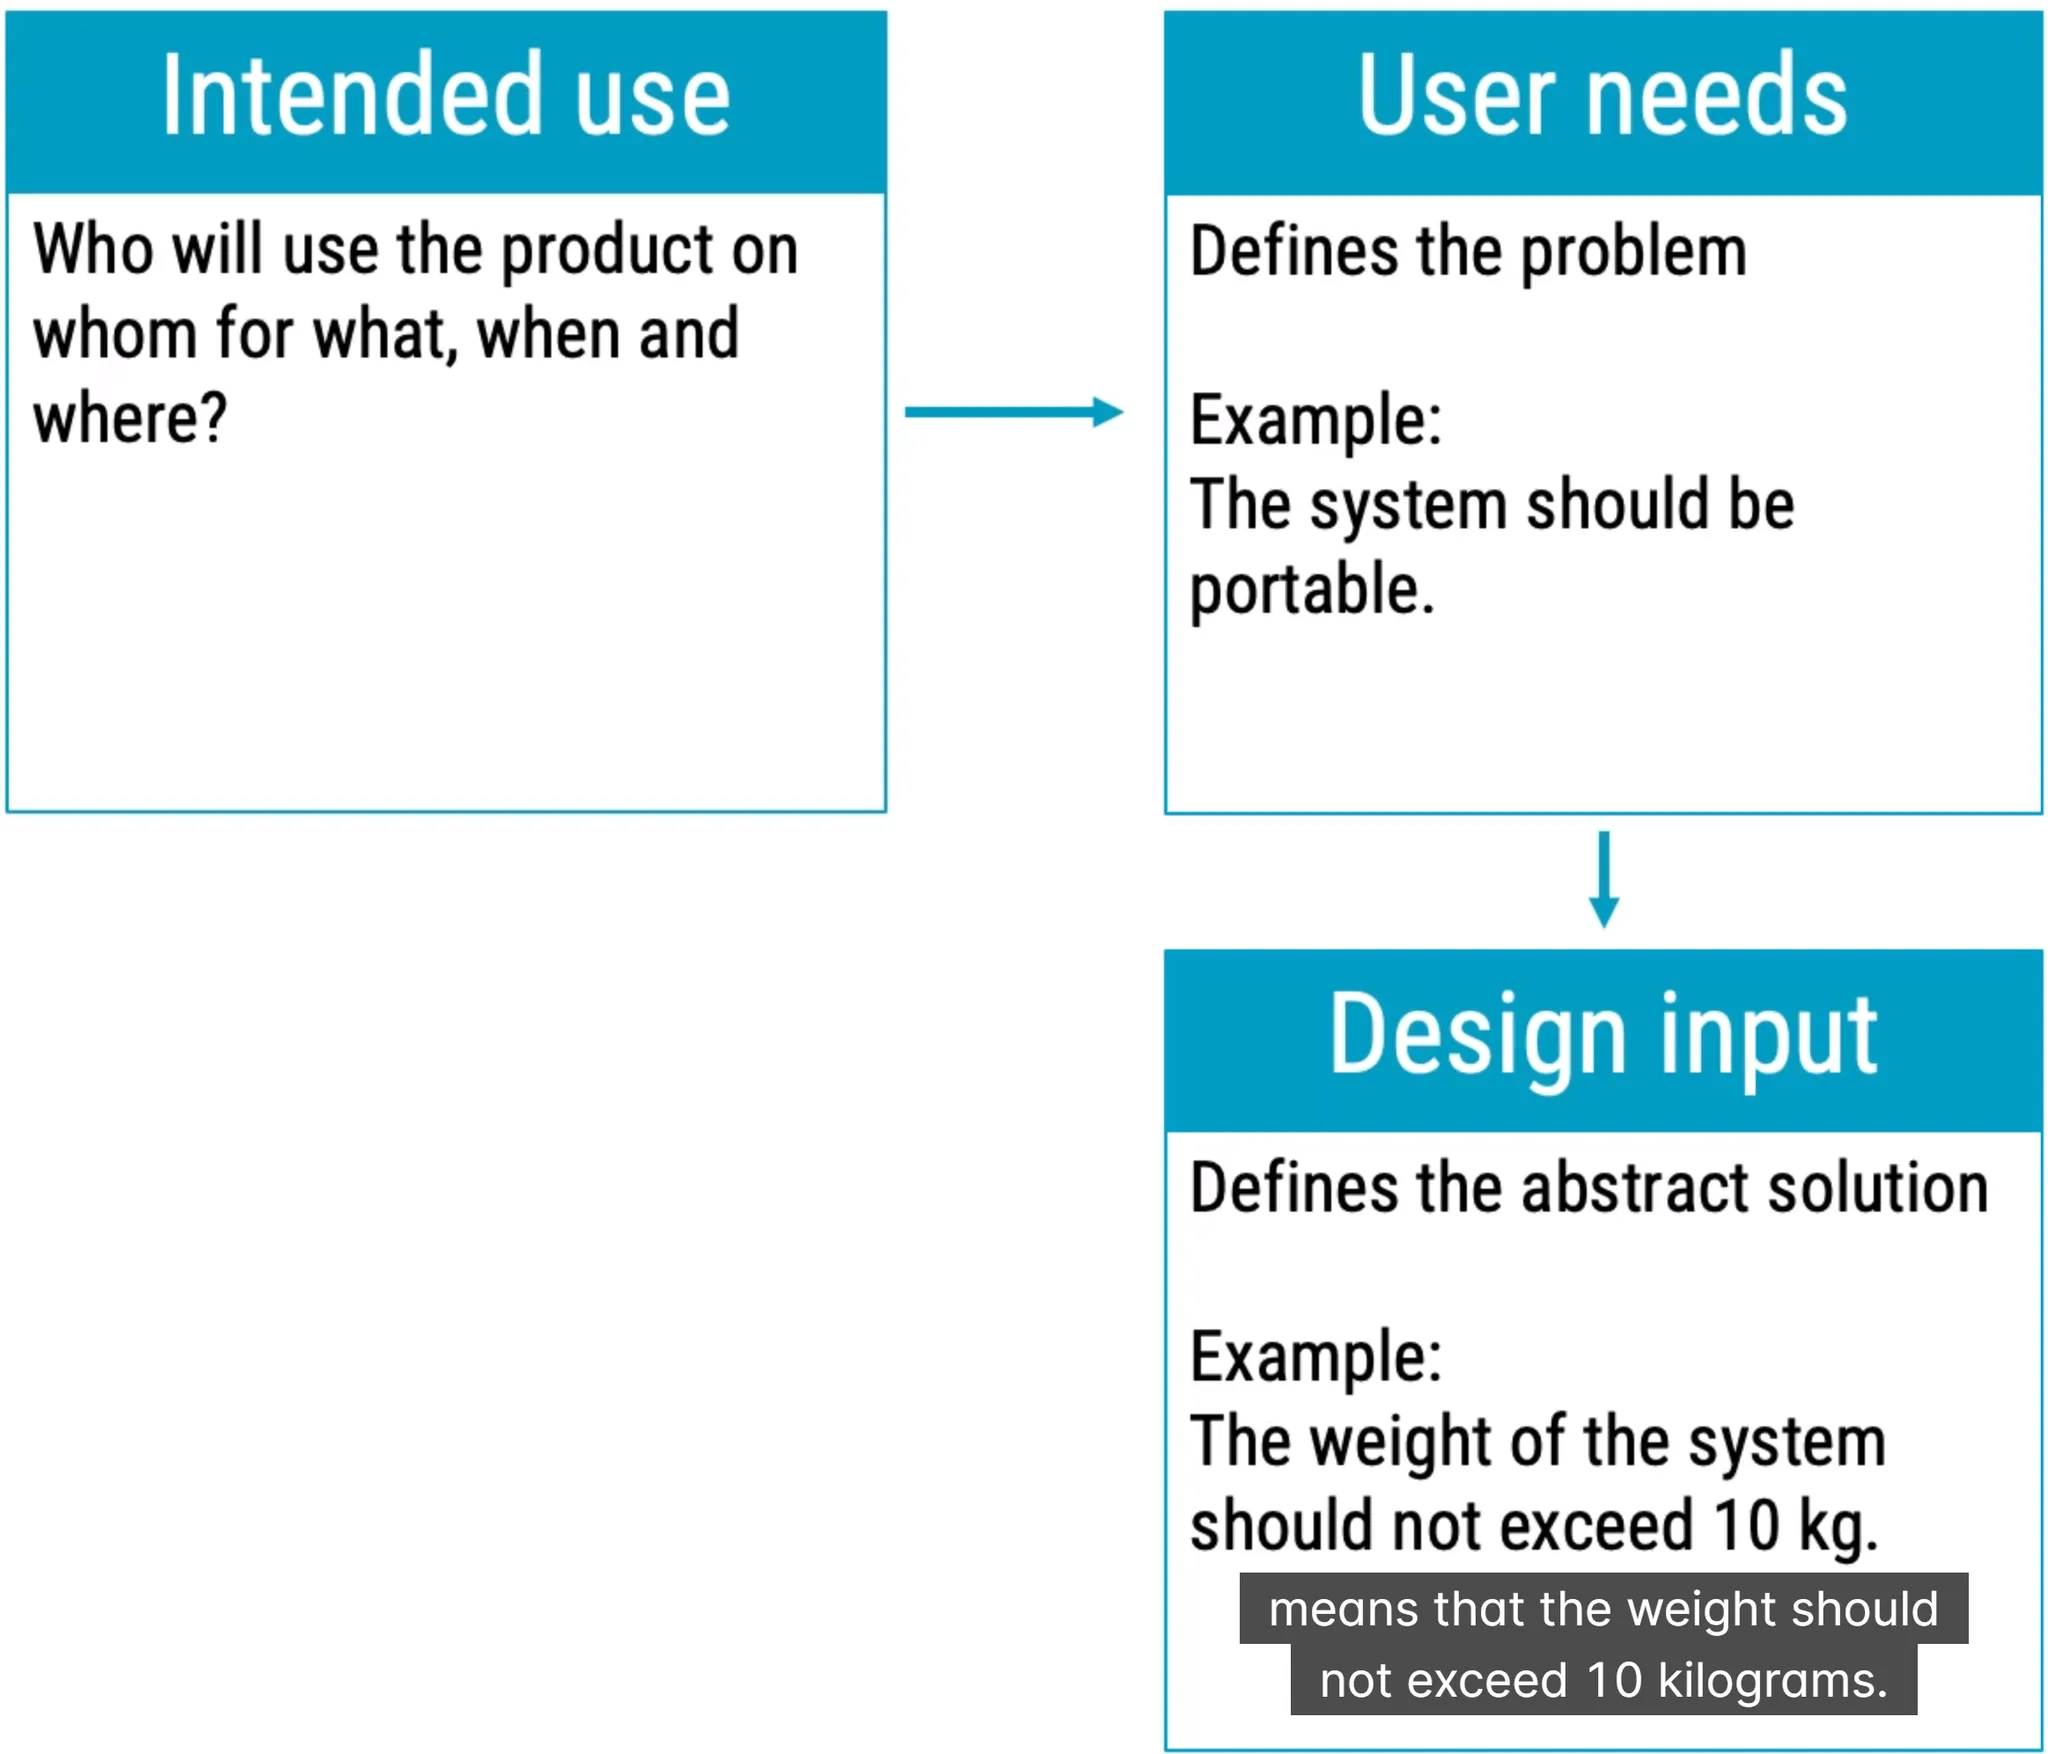 Intended use
Who will use the product on
whom for what, when and
where?
User needs
Defines the problem
Example:
The system should be
portable.
Design input
Defines the abstract solution
Example:
The weight of the system
should not exceed 10 kg.
means that the weight should
not exceed 10 kilograms.